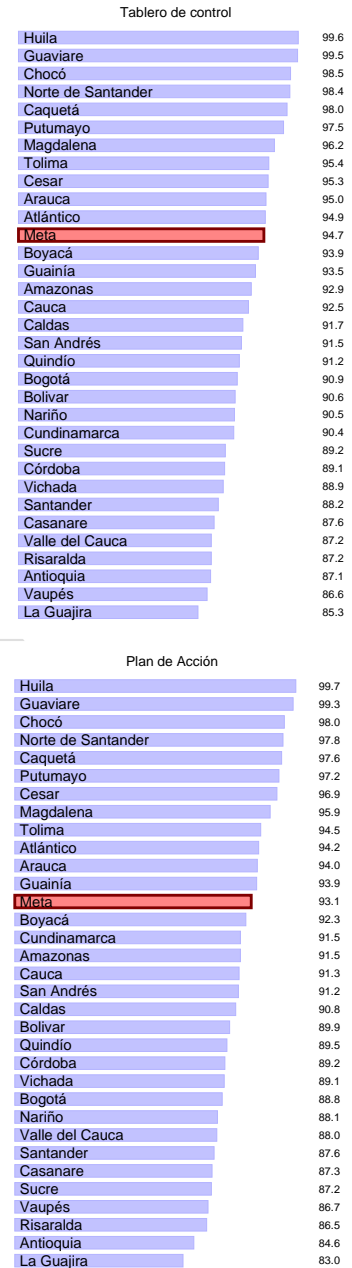 Tablero de control
Huila 99.6
Guaviare 99.5
Chocó 98.5
Norte de Santander 98.4
Caquetá 98.0
Putumayo 97.5
Magdalena 96.2
Tolima 95.4
Cesar 95.3
Arauca 95.0
Atlántico 94.9
Meta 94.7
Boyacá 93.9
Guainía 93.5
Amazonas 92.9
Cauca 92.5
Caldas 91.7
San Andrés 91.5
Quindío 91.2
Bogotá 90.9
Bolivar 90.6
Nariño 90.5
Cundinamarca 90.4
Sucre 89.2
Córdoba 89.1
Vichada 88.9
Santander 88.2
Casanare 87.6
Valle del Cauca 87.2
Risaralda 87.2
Antioquia 87.1
Vaupés 86.6
La Guajira 85.3
Plan de Acción
Huila 99.7
Guaviare 99.3
Chocó 98.0
Norte de Santander 97.8
Caquetá 97.6
Putumayo 97.2
Cesar 96.9
Magdalena 95.9
Tolima 94.5
Atlántico 94.2
Arauca 94.0
Guainía 93.9
Meta 93.1
Boyacá 92.3
Cundinamarca 91.5
Amazonas 91.5
Cauca 91.3
San Andrés 91.2
Caldas 90.8
Bolivar 89.9
Quindío 89.5
Córdoba 89.2
Vichada 89.1
Bogotá 88.8
Nariño 88.1
Valle del Cauca 88.0
Santander 87.6
Casanare 87.3
Sucre 87.2
Vaupés 86.7
Risaralda 86.5
Antioquia 84.6
La Guajira 83.0